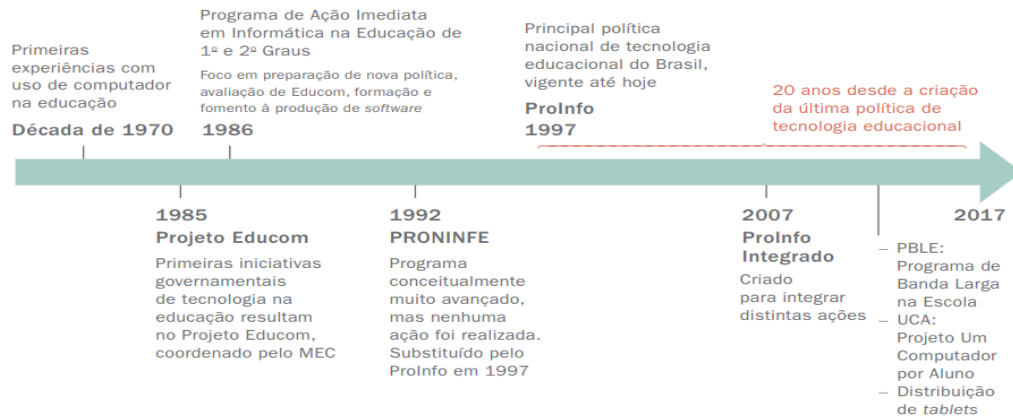 Primeiras
experiências com
uso de computador
na educação
Década de 1970
Programa de Ação Imediata
em Informática na Educação de
1º e 2º Graus
Foco em preparação de nova política,
avaliação de Educom, formação e
fomento à produção de software
1986
Principal política
nacional de tecnologia
educacional do Brasil,
vigente até hoje
ProInfo
1997
20 anos desde a criação
da última política de
tecnologia educacional
1985
Projeto Educom
Primeiras iniciativas
governamentais
de tecnologia na
educação resultam
no Projeto Educom,
coordenado pelo MEC
1992
PRONINFE
Programa
conceitualmente
muito avançado,
mas nenhuma
ação foi realizada.
Substituído pelo
ProInfo em 1997
2007
ProInfo
Integrado
Criado
para integrar
distintas ações
2017
– PBLE:
Programa de
Banda Larga
na Escola
– UCA:
Projeto Um
Computador
por Aluno
– Distribuição
de tablets